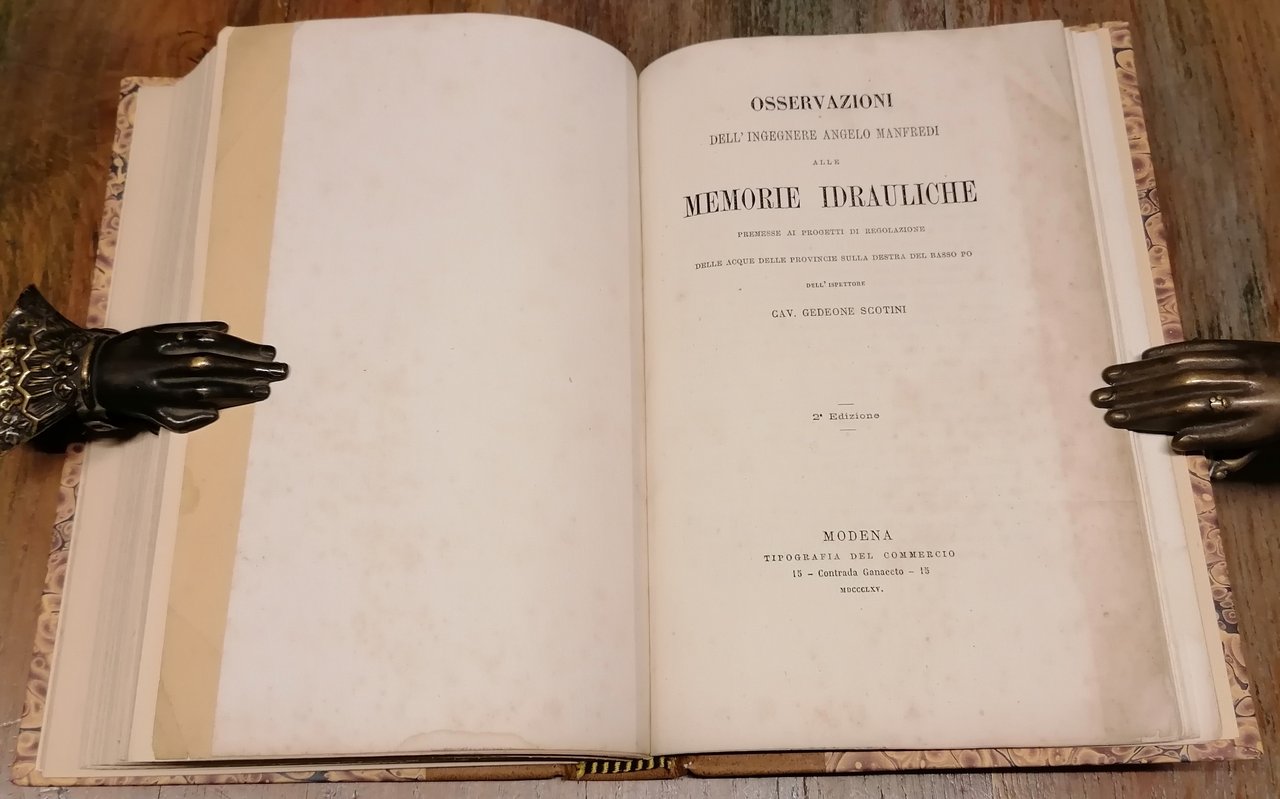 OSSERVAZIONI
DELL' INGEGNERE ANGELO MANFREDI
ALLE
MEMORIE IDRAULICHE
PREMESSE AI PROGETTI DI REGOLAZIONE
DELLE ACQUE DELLE PROVINCIE SULLA DESTRA DEL BASSO PO
DELL' ISPETTORE
CAV. GEDEONE SCOTINI
2ª Edizione
MODENA
TIPOGRAFIA DEL COMMERCIO
15 – Contrada Ganaceto – 15
MDCCCLXV.